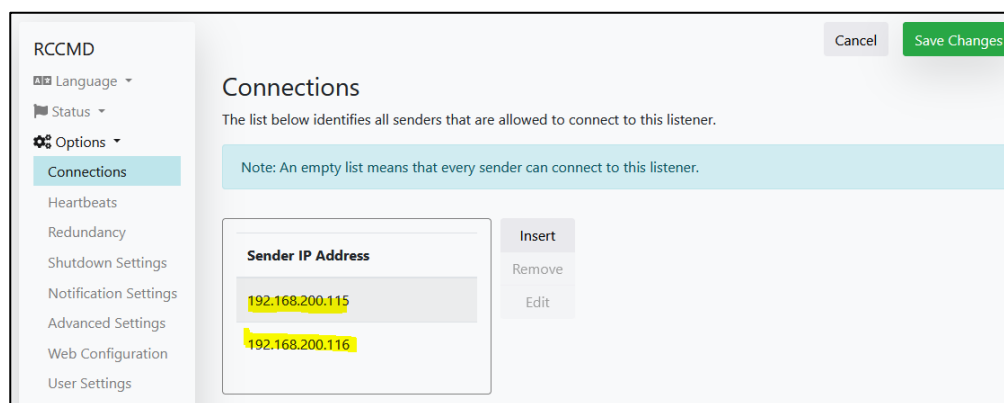 RCCMD
Language
Status
Options
Connections
Heartbeats
Redundancy
Shutdown Settings
Notification Settings
Advanced Settings
Web Configuration
User Settings
Cancel
Save Changes
Connections
The list below identifies all senders that are allowed to connect to this listener.
Note: An empty list means that every sender can connect to this listener.
Sender IP Address
192.168.200.115
192.168.200.116
Insert
Remove
Edit